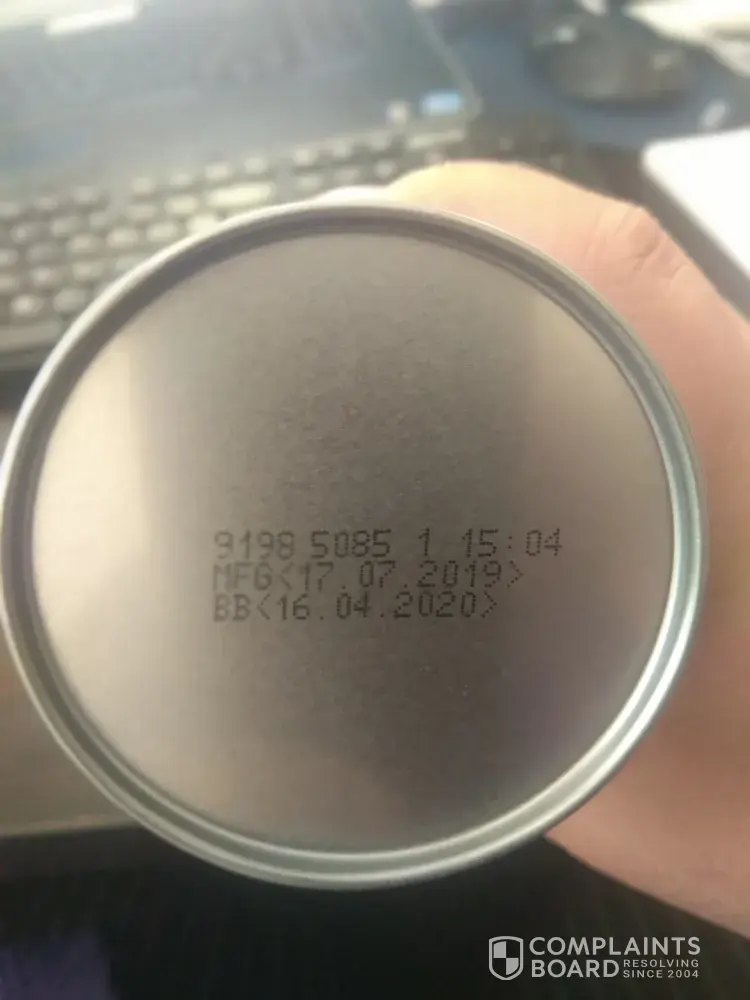 9198 5085 1 15:04
MFG<17.07.2019>
BB<16.04.2020>
COMPLAINTS
BOARD RESOLVING
SINCE 2004